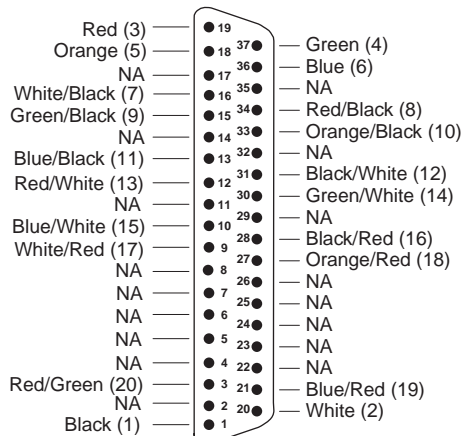 Red (3) 19
Orange (5) 18
NA 17
White/Black (7) 16
Green/Black (9) 15
NA 14
Blue/Black (11) 13
Red/White (13) 12
NA 11
Blue/White (15) 10
White/Red (17) 9
NA 8
NA 7
NA 6
NA 5
NA 4
Red/Green (20) 3
NA 2
Black (1) 1
37 Green (4)
36 Blue (6)
35 NA
34 Red/Black (8)
33 Orange/Black (10)
32 NA
31 Black/White (12)
30 Green/White (14)
29 NA
28 Black/Red (16)
27 Orange/Red (18)
26 NA
25 NA
24 NA
23 NA
22 NA
21 Blue/Red (19)
20 White (2)